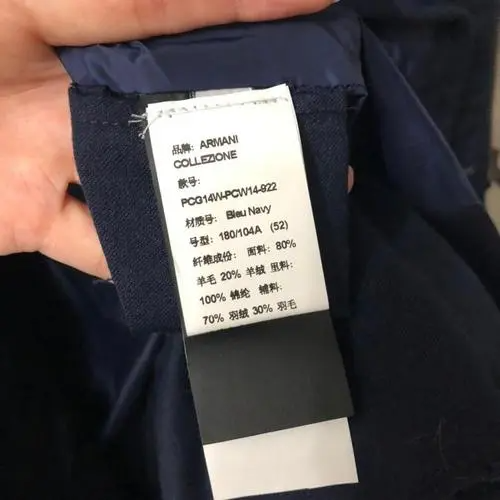 品牌: ARMANI
COLLEZIONE
款号:
PCG14W-PCW14-922
材质号: Bleu Navy
号型: 180/104A (52)
纤维成份: 面料: 80%
羊毛 20% 羊绒 里料:
100% 锦纶 辅料:
70% 羽绒 30% 羽毛